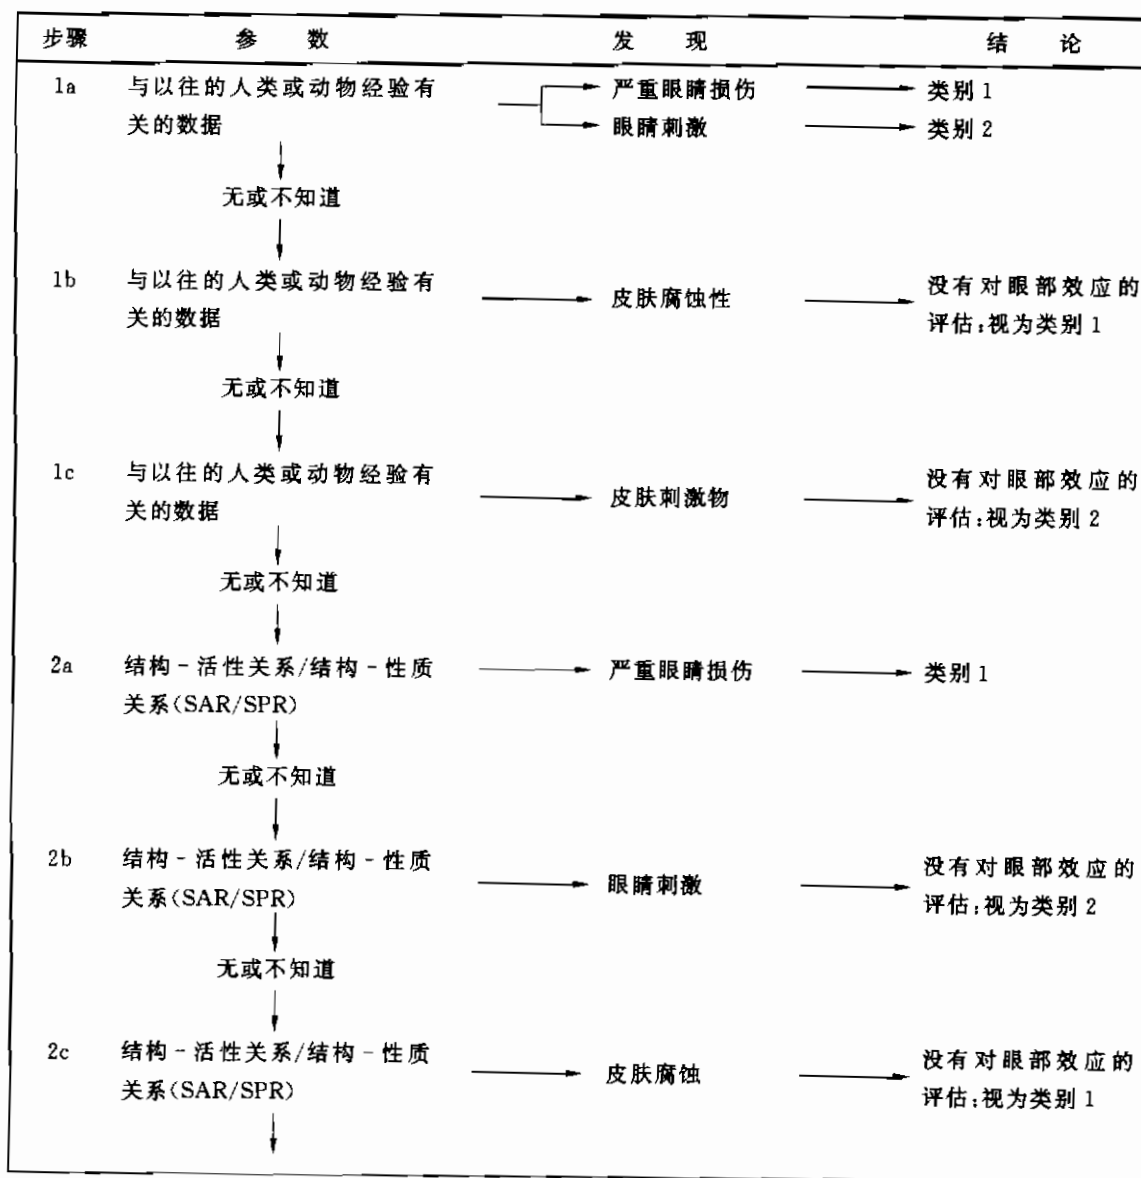 步骤 参 数 发 现 结 论
1a 与以往的人类或动物经验有 严重眼睛损伤 类别 1
关的数据 眼睛刺激 类别 2
无或不知道
1b 与以往的人类或动物经验有 皮肤腐蚀性 没有对眼部效应的
关的数据 评估:视为类别 1
无或不知道
1c 与以往的人类或动物经验有 皮肤刺激物 没有对眼部效应的
关的数据 评估:视为类别 2
无或不知道
2a 结构-活性关系/结构-性质 严重眼睛损伤 类别 1
关系(SAR/SPR)
无或不知道
2b 结构-活性关系/结构-性质 眼睛刺激 没有对眼部效应的
关系(SAR/SPR) 评估:视为类别 2
无或不知道
2c 结构-活性关系/结构-性质 皮肤腐蚀 没有对眼部效应的
关系(SAR/SPR) 评估:视为类别 1